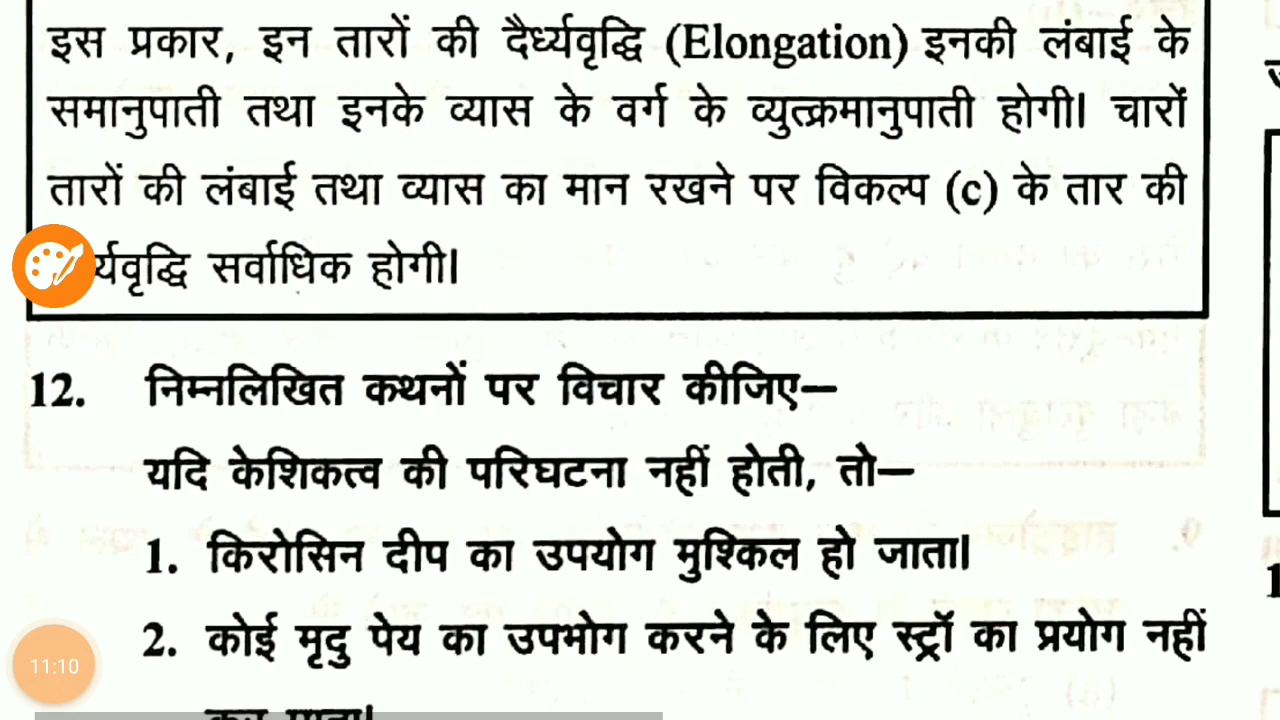 इस प्रकार, इन तारों की दैर्ध्यवृद्धि (Elongation) इनकी लंबाई के
समानुपाती तथा इनके व्यास के वर्ग के व्युत्क्रमानुपाती होगी। चारों
तारों की लंबाई तथा व्यास का मान रखने पर विकल्प (c) के तार की
सर्वाधिक होगी।
12. निम्नलिखित कथनों पर विचार कीजिए—
यदि केशिकत्व की परिघटना नहीं होती, तो—
1. किरोसिन दीप का उपयोग मुश्किल हो जाता।
2. कोई मृदु पेय का उपभोग करने के लिए स्ट्रॉ का प्रयोग नहीं
11:10